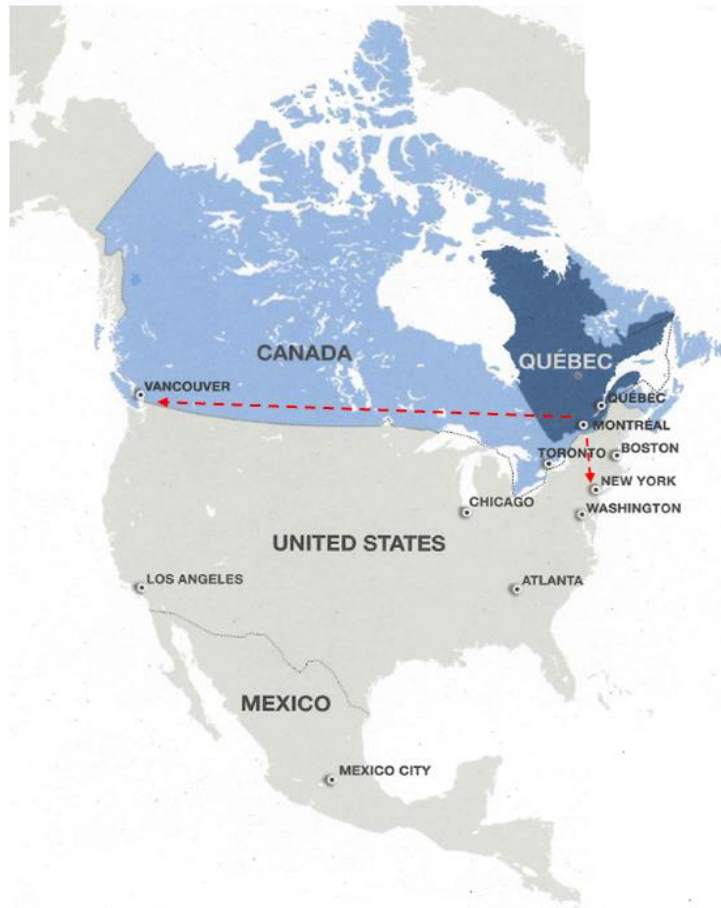 CANADA
QUÉBEC
VANCOUVER
QUÉBEC
MONTRÉAL
TORONTO
BOSTON
NEW YORK
CHICAGO
WASHINGTON
UNITED STATES
LOS ANGELES
ATLANTA
MEXICO
MEXICO CITY